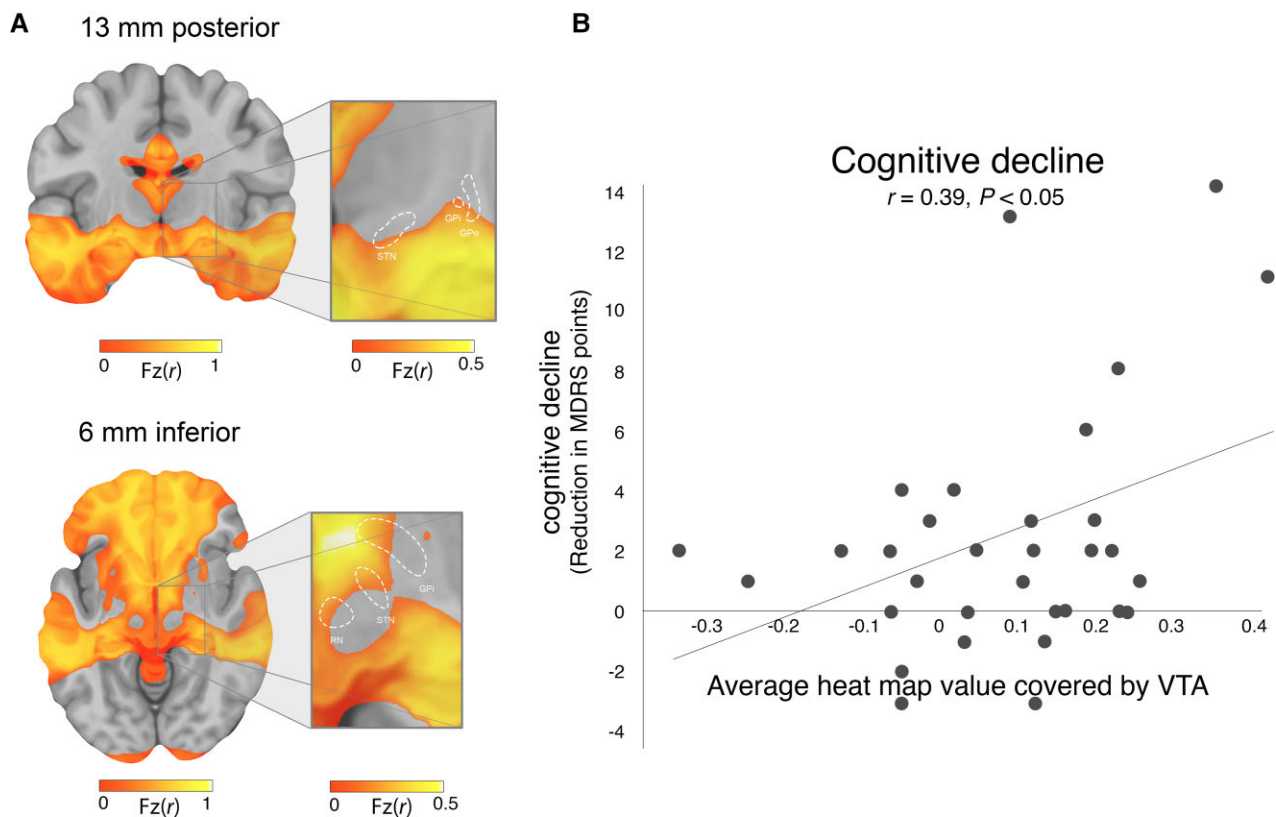 A
13 mm posterior
GPi
GPe
STN
0 1
Fz(r)
0 0.5
Fz(r)
6 mm inferior
GPi
STN
RN
0 1
Fz(r)
0 0.5
Fz(r)
B
Cognitive decline
r = 0.39, P < 0.05
cognitive decline
(Reduction in MDRS points)
14
12
10
8
6
4
2
0
-2
-4
-0.3 -0.2 -0.1 0 0.1 0.2 0.3 0.4
Average heat map value covered by VTA